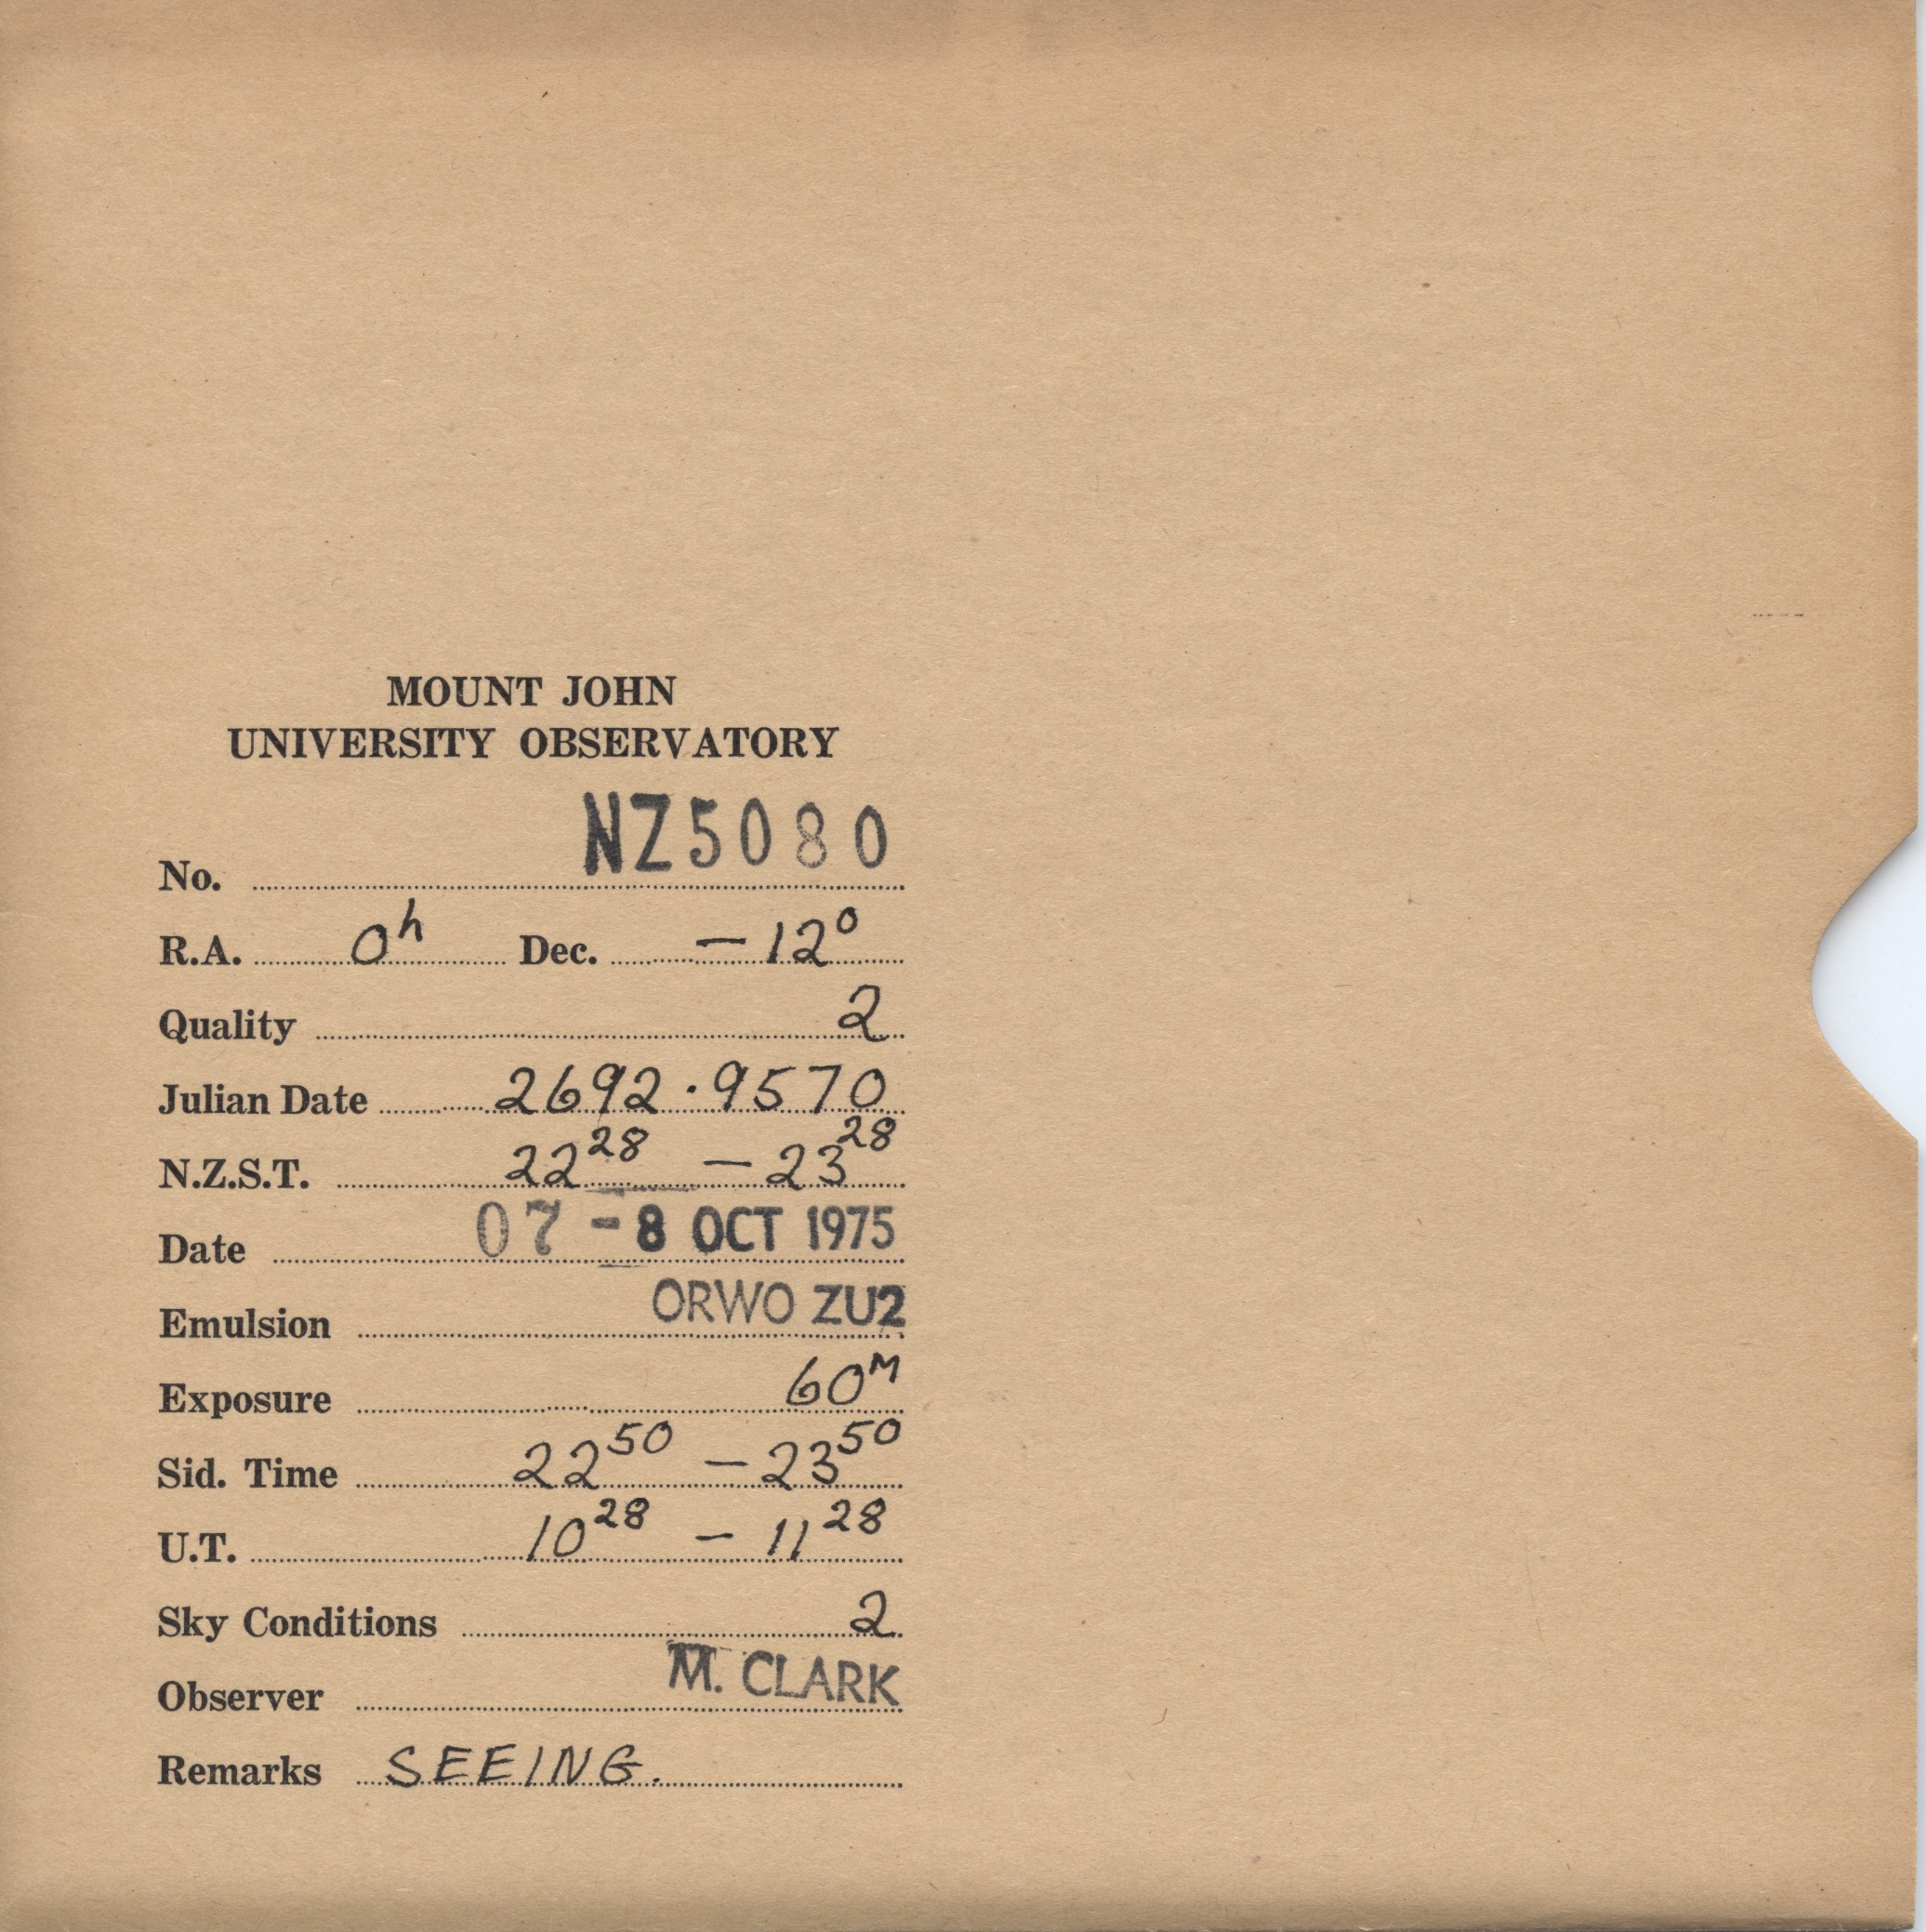 MOUNT JOHN
UNIVERSITY OBSERVATORY
No. NZ5080
R.A. 0h Dec. -12°
Quality 2
Julian Date 2692.9570
N.Z.S.T. 22 28 - 23 28
Date 07 - 8 OCT 1975
Emulsion ORWO ZU2
Exposure 60M
Sid. Time 22 50 - 23 50
U.T. 10 28 - 11 28
Sky Conditions 2
Observer M. CLARK
Remarks SEEING.